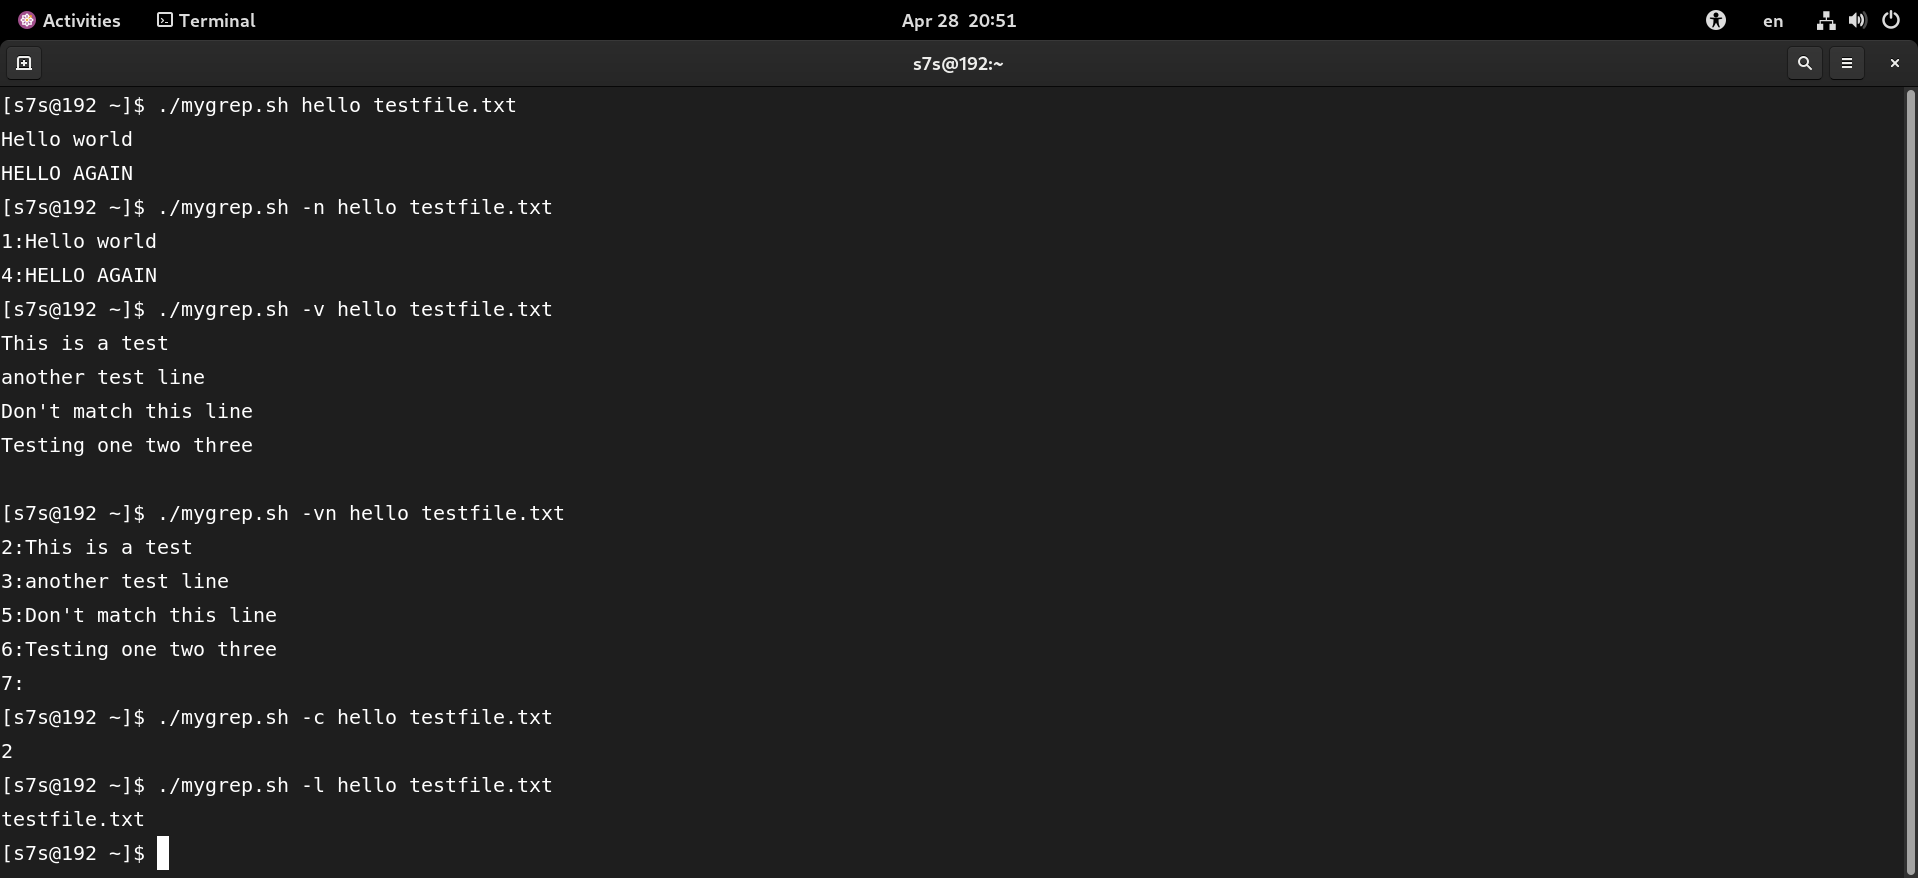 Activities Terminal Apr 28 20:51 en
s7s@192:~
[s7s@192 ~]$ ./mygrep.sh hello testfile.txt
Hello world
HELLO AGAIN
[s7s@192 ~]$ ./mygrep.sh -n hello testfile.txt
1:Hello world
4:HELLO AGAIN
[s7s@192 ~]$ ./mygrep.sh -v hello testfile.txt
This is a test
another test line
Don't match this line
Testing one two three

[s7s@192 ~]$ ./mygrep.sh -vn hello testfile.txt
2:This is a test
3:another test line
5:Don't match this line
6:Testing one two three
7:
[s7s@192 ~]$ ./mygrep.sh -c hello testfile.txt
2
[s7s@192 ~]$ ./mygrep.sh -l hello testfile.txt
testfile.txt
[s7s@192 ~]$